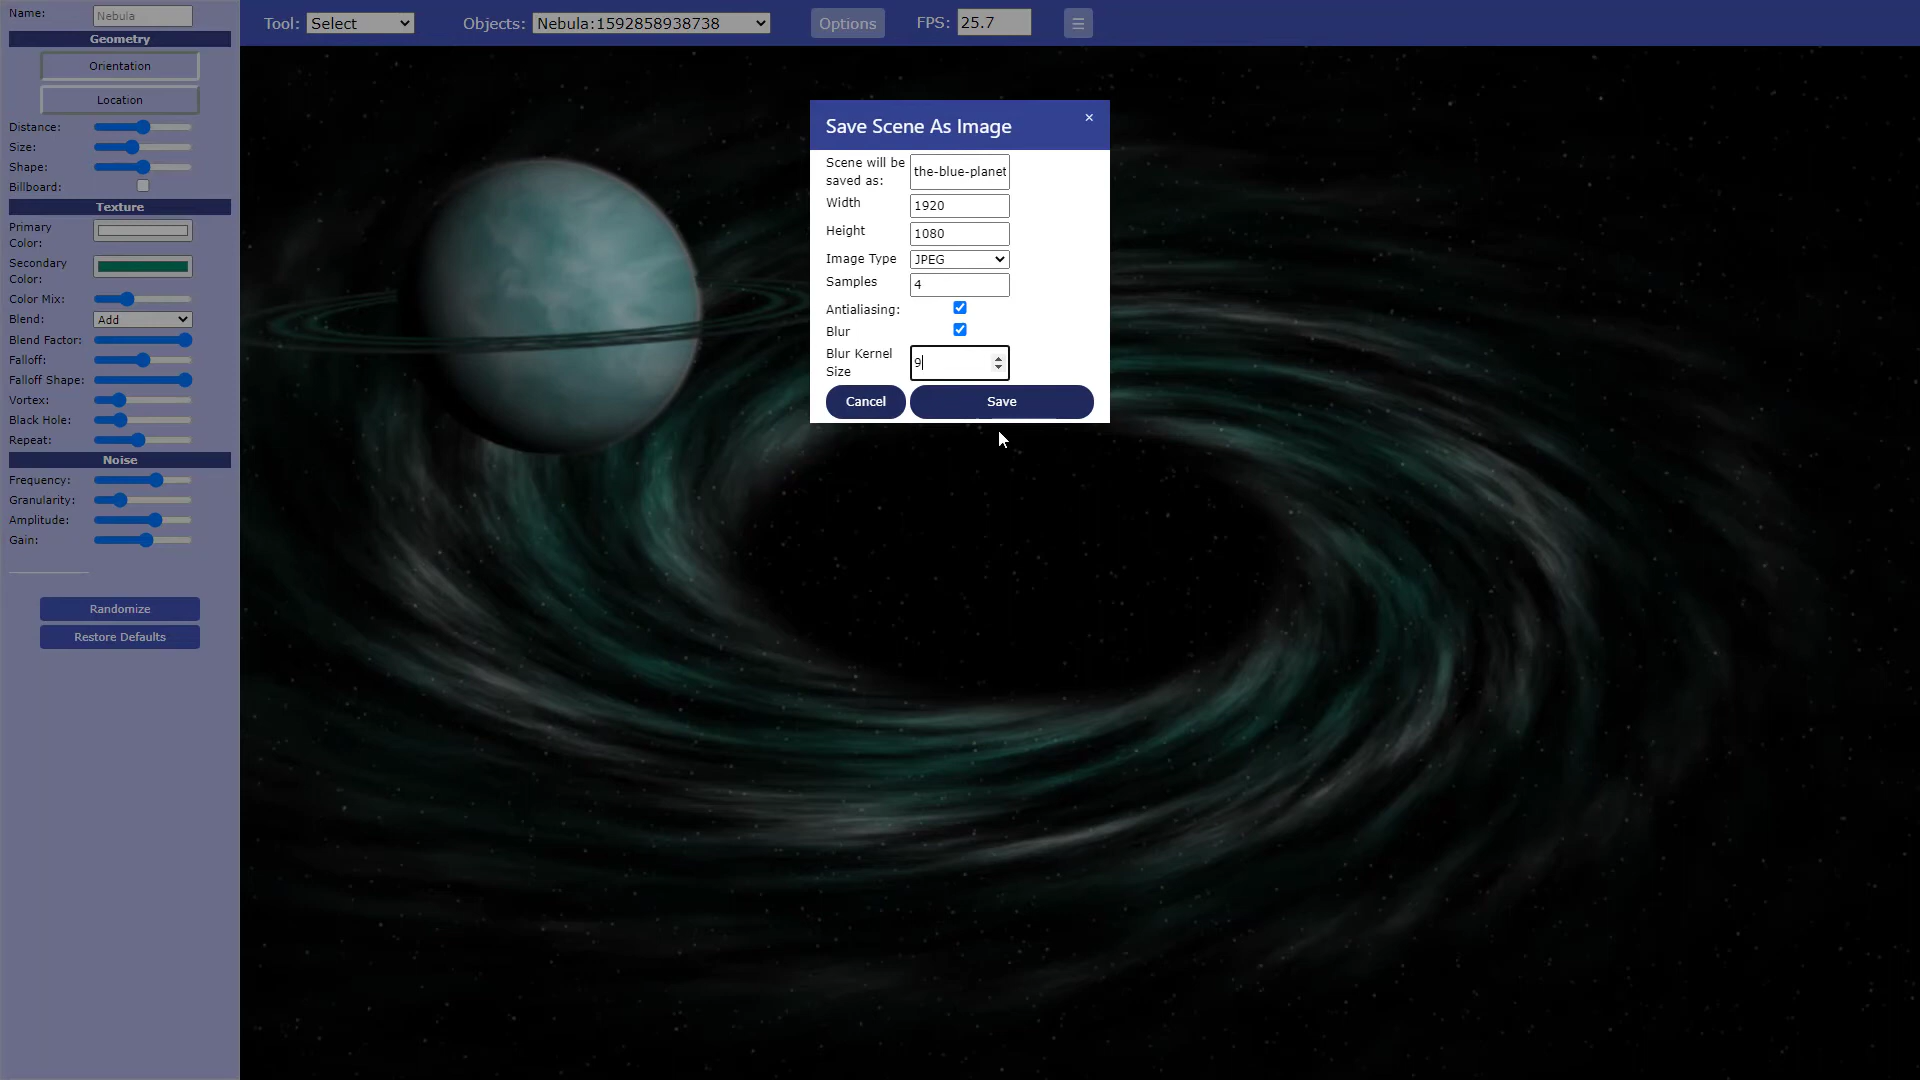 Name: Nebula
Geometry
Orientation
Location
Distance:
Size:
Shape:
Billboard:
Texture
Primary
Color:
Secondary
Color:
Color Mix:
Blend: Add
Blend Factor:
Falloff:
Falloff Shape:
Vortex:
Black Hole:
Repeat:
Noise
Frequency:
Granularity:
Amplitude:
Gain:
Randomize
Restore Defaults
Tool: Select Objects: Nebula:1592858938738 Options FPS: 25.7 ☰
Save Scene As Image ×
Scene will be
saved as: the-blue-planet
Width 1920
Height 1080
Image Type JPEG
Samples 4
Antialiasing:
Blur
Blur Kernel
Size 9
Cancel Save